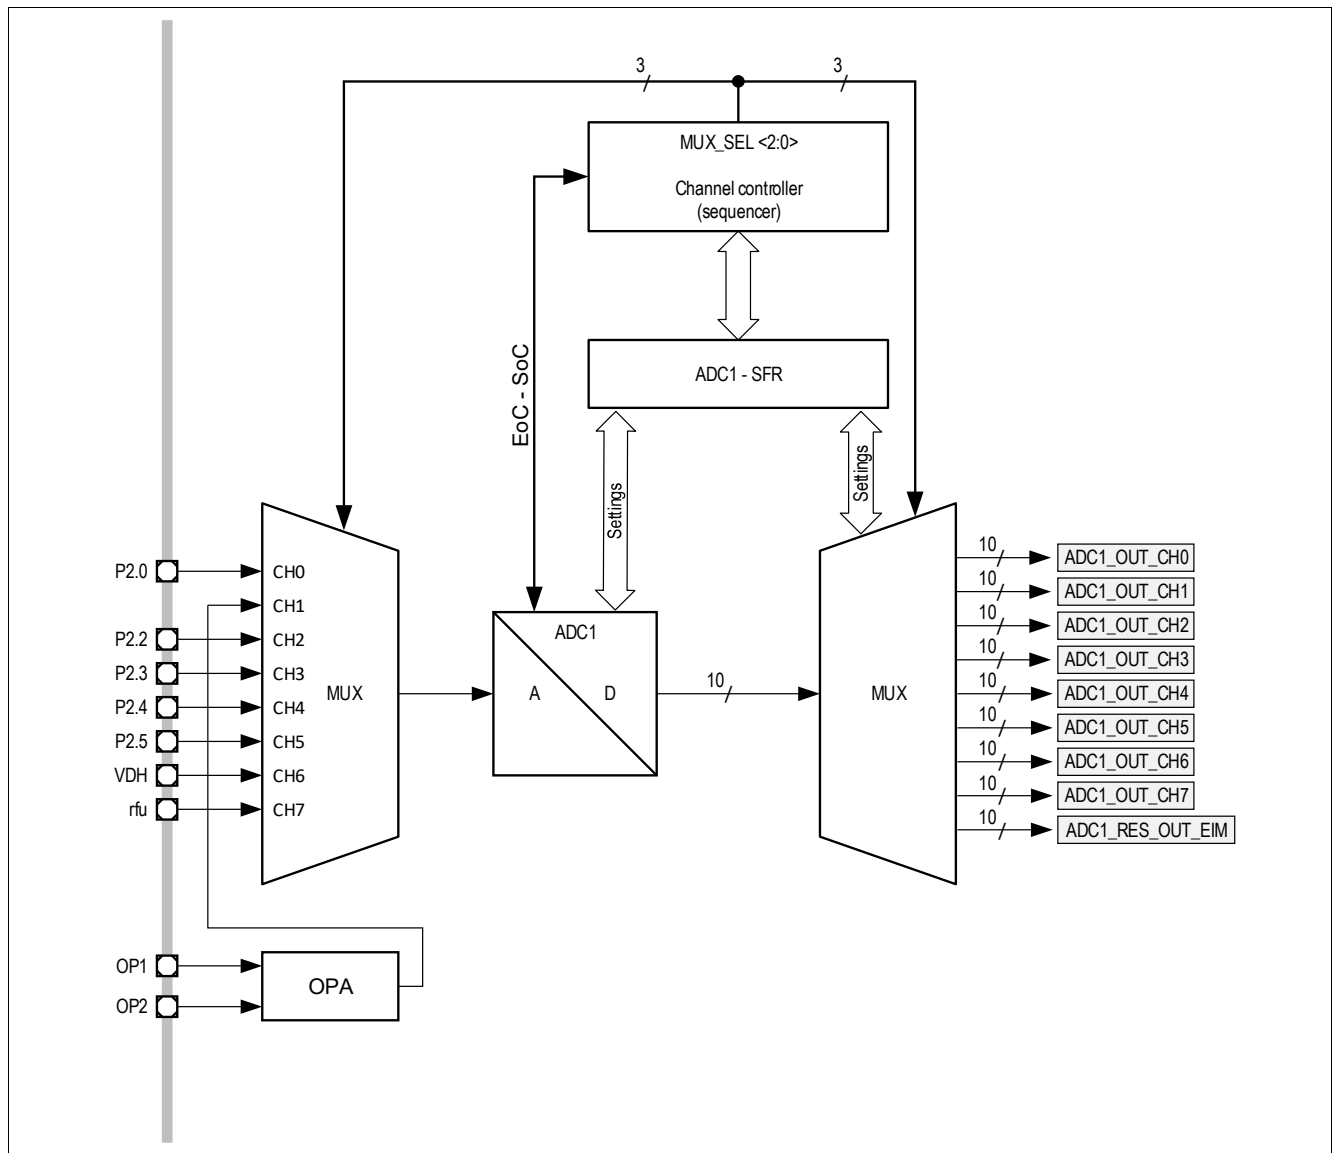 3
3
MUX_SEL <2:0>
Channel controller
(sequencer)
EoC - SoC
ADC1 - SFR
Settings
Settings
P2.0
P2.2
P2.3
P2.4
P2.5
VDH
rfu
CH0
CH1
CH2
CH3
CH4
CH5
CH6
CH7
MUX
ADC1
A
D
10
MUX
10
ADC1_OUT_CH0
10
ADC1_OUT_CH1
10
ADC1_OUT_CH2
10
ADC1_OUT_CH3
10
ADC1_OUT_CH4
10
ADC1_OUT_CH5
10
ADC1_OUT_CH6
10
ADC1_OUT_CH7
10
ADC1_RES_OUT_EIM
OP1
OP2
OPA